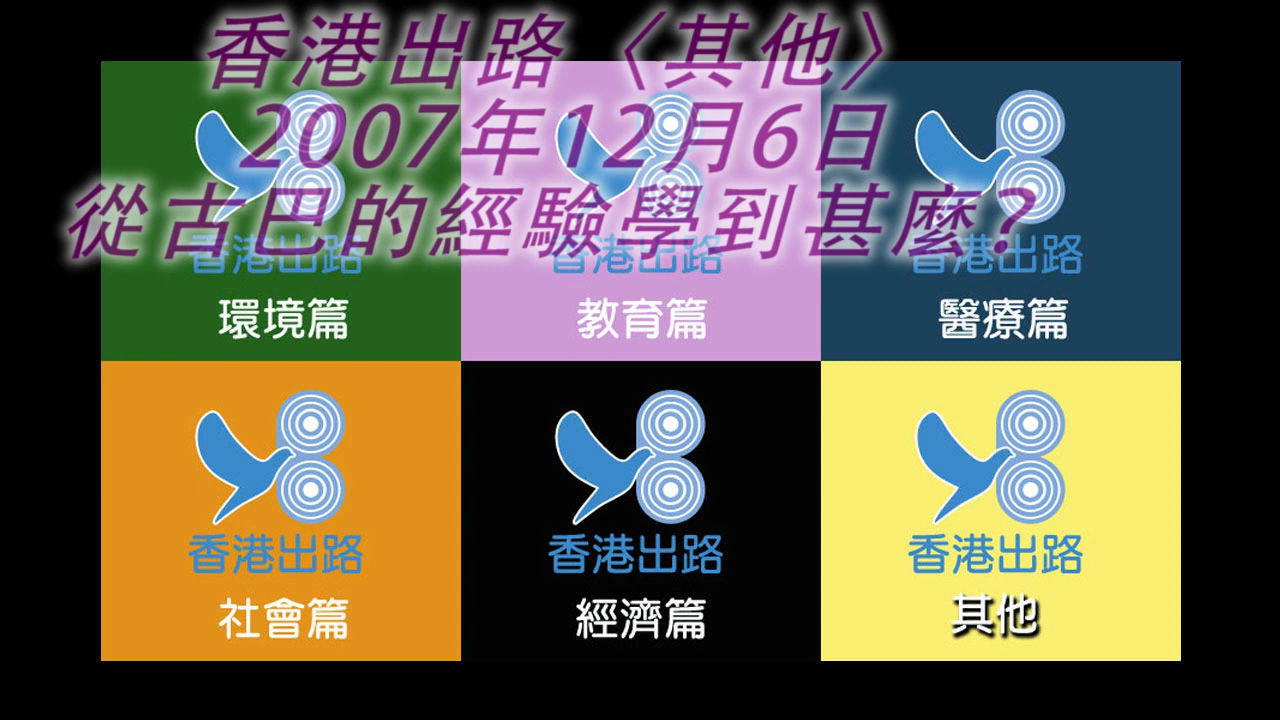 香港出路〈其他〉
2007年12月6日
從古巴的經驗學到甚麼?
香港出路
環境篇
香港出路
教育篇
香港出路
醫療篇
香港出路
社會篇
香港出路
經濟篇
香港出路
其他